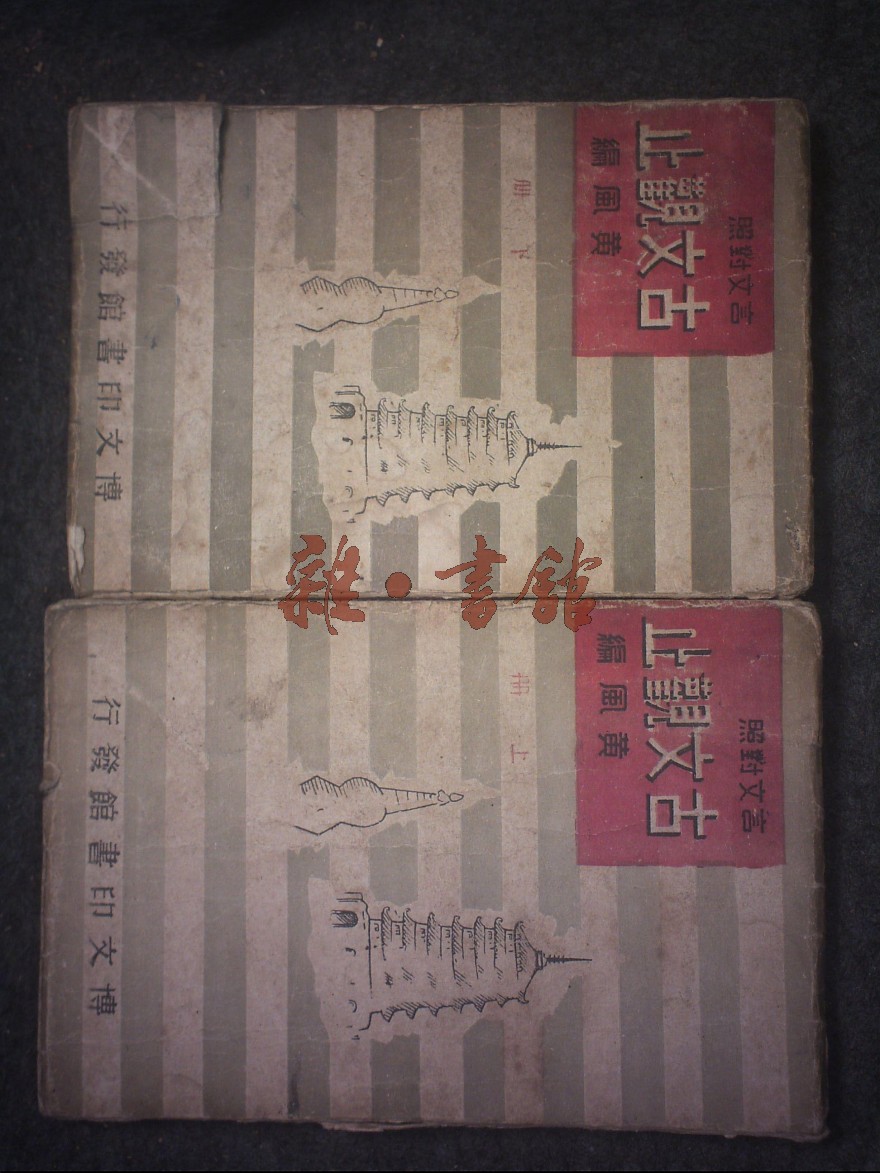 言文對照
古文觀止
黃風編
下冊
博文印書館發行
雜·書館
言文對照
古文觀止
黃風編
上冊
博文印書館發行